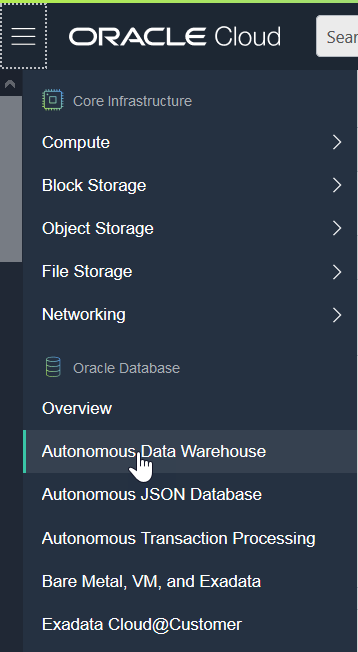 ORACLE Cloud
Sear
Core Infrastructure
Compute
Block Storage
Object Storage
File Storage
Networking
Oracle Database
Overview
Autonomous Data Warehouse
Autonomous JSON Database
Autonomous Transaction Processing
Bare Metal, VM, and Exadata
Exadata Cloud@Customer